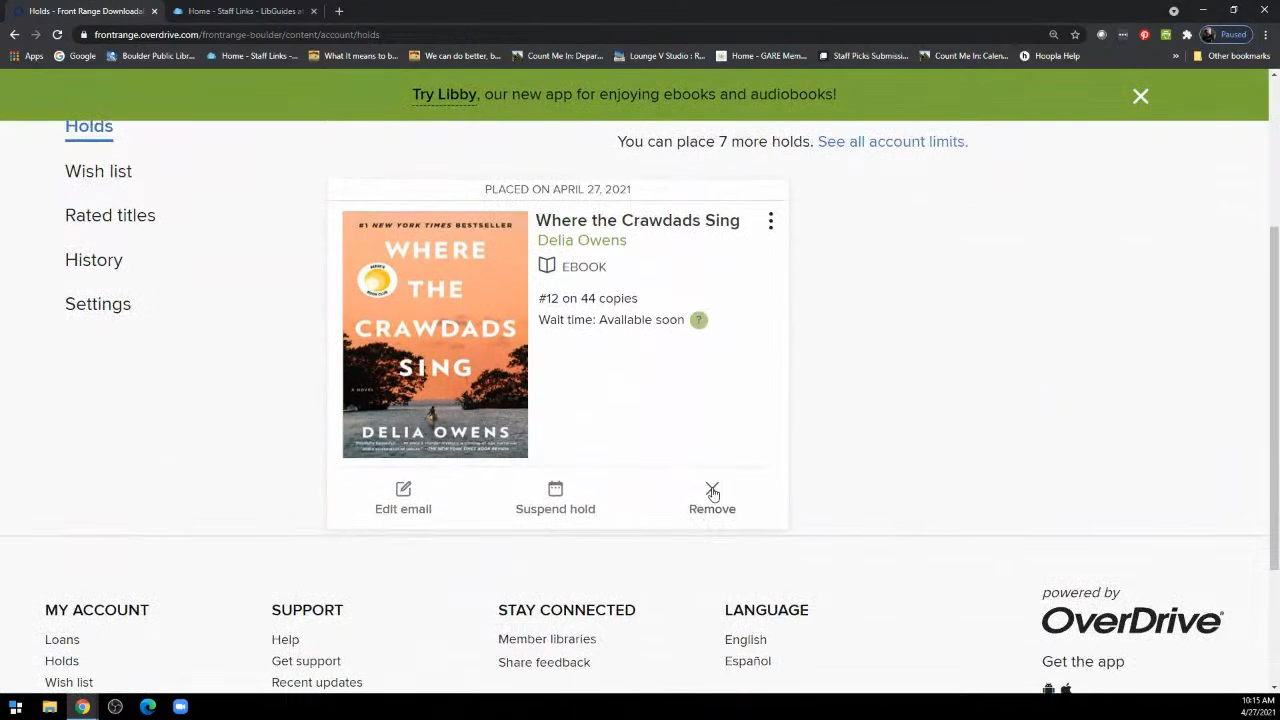 Holds - Front Range Downloadal
Home - Staff Links - LibGuides at
frontrange.overdrive.com/frontrange-boulder/content/account/holds
Paused
Apps
Google
Boulder Public Libr...
Home - Staff Links -...
What It means to b...
We can do better, b...
Count Me In: Depar...
Lounge V Studio : R...
Home - GARE Mem...
Staff Picks Submissi...
Count Me In: Calen...
Hoopla Help
»
Other bookmarks
Try Libby, our new app for enjoying ebooks and audiobooks!
Holds
You can place 7 more holds. See all account limits.
Wish list
Rated titles
History
Settings
PLACED ON APRIL 27, 2021
#1 NEW YORK TIMES BESTSELLER
WHERE
THE
CRAWDADS
SING
A NOVEL
DELIA OWENS
Where the Crawdads Sing
Delia Owens
EBOOK
#12 on 44 copies
Wait time: Available soon ?
Edit email
Suspend hold
Remove
MY ACCOUNT
Loans
Holds
Wish list
SUPPORT
Help
Get support
Recent updates
STAY CONNECTED
Member libraries
Share feedback
LANGUAGE
English
Español
powered by
OverDrive
Get the app
10:15 AM
4/27/2021